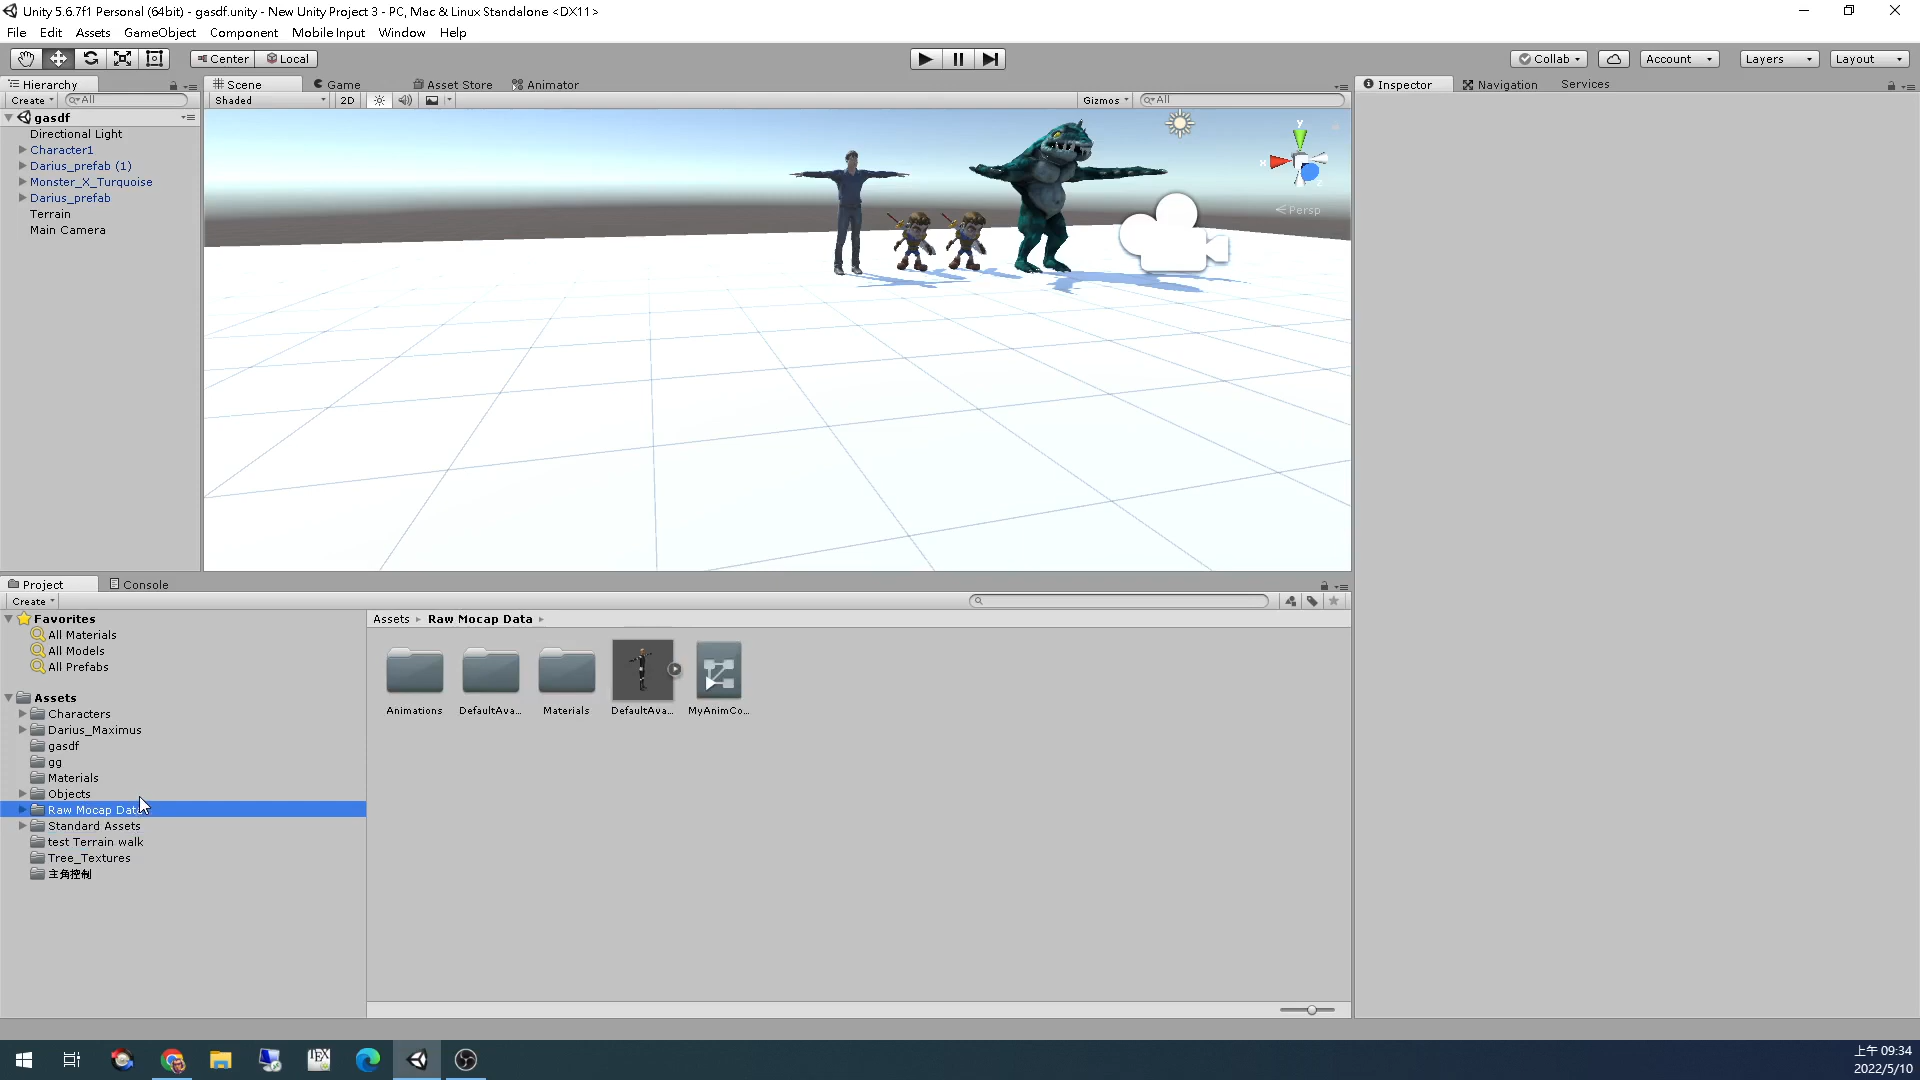 Unity 5.6.7f1 Personal (64bit) - gasdf.unity - New Unity Project 3 - PC, Mac & Linux Standalone <DX11>
File Edit Assets GameObject Component Mobile Input Window Help
Center Local Collab Account Layers Layout
Hierarchy Scene Game Asset Store Animator Inspector Navigation Services
Create All Shaded 2D Gizmos All
gasdf
Directional Light
Character1
Darius_prefab (1)
Monster_X_Turquoise
Darius_prefab
Terrain
Main Camera
y
x
z
Persp
Project Console
Create
Favorites
All Materials
All Models
All Prefabs
Assets
Characters
Darius_Maximus
gasdf
gg
Materials
Objects
Raw Mocap Data
Standard Assets
test Terrain walk
Tree_Textures
主角控制
Assets Raw Mocap Data
Animations DefaultAva... Materials DefaultAva... MyAnimCo...
TEX
上午 09:34
2022/5/10